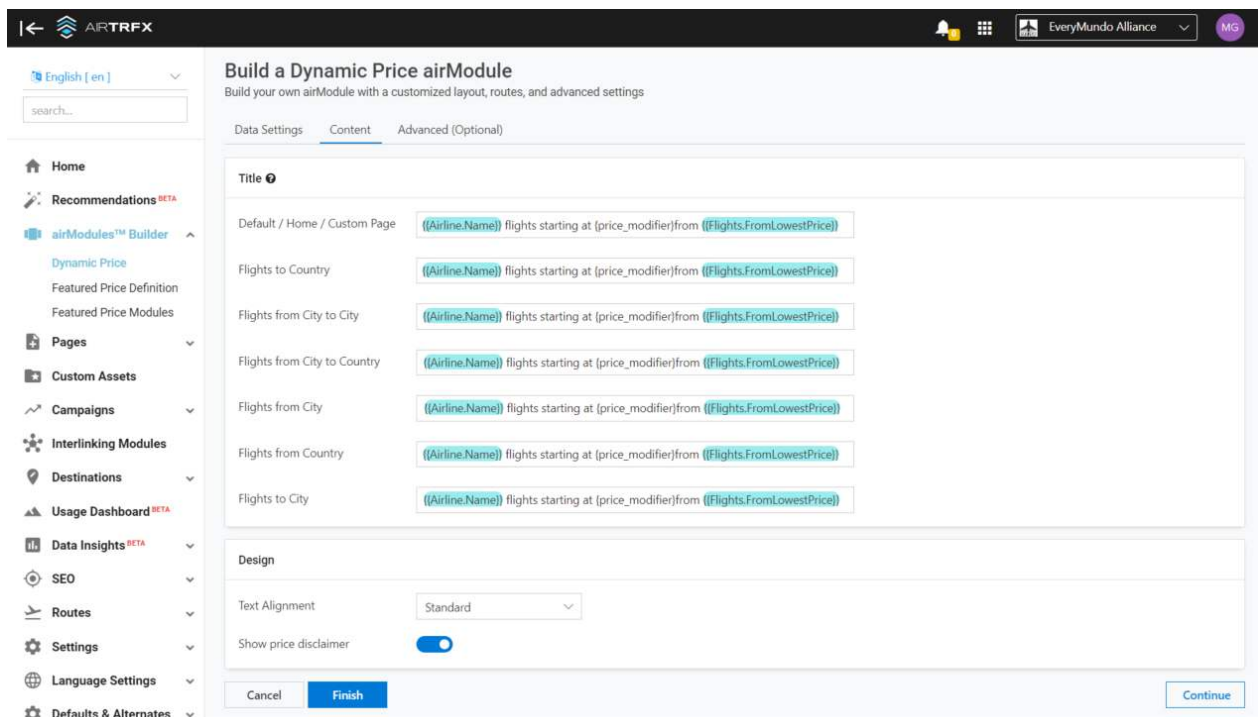 AIRTRFX
0
EveryMundo Alliance
MG
English [ en ]
search...
Home
Recommendations BETA
airModules™ Builder
Dynamic Price
Featured Price Definition
Featured Price Modules
Pages
Custom Assets
Campaigns
Interlinking Modules
Destinations
Usage Dashboard BETA
Data Insights BETA
SEO
Routes
Settings
Language Settings
Defaults & Alternates
Build a Dynamic Price airModule
Build your own airModule with a customized layout, routes, and advanced settings
Data Settings Content Advanced (Optional)
Title
Default / Home / Custom Page {{Airline.Name}} flights starting at {price_modifier}from {{Flights.FromLowestPrice}}
Flights to Country {{Airline.Name}} flights starting at {price_modifier}from {{Flights.FromLowestPrice}}
Flights from City to City {{Airline.Name}} flights starting at {price_modifier}from {{Flights.FromLowestPrice}}
Flights from City to Country {{Airline.Name}} flights starting at {price_modifier}from {{Flights.FromLowestPrice}}
Flights from City {{Airline.Name}} flights starting at {price_modifier}from {{Flights.FromLowestPrice}}
Flights from Country {{Airline.Name}} flights starting at {price_modifier}from {{Flights.FromLowestPrice}}
Flights to City {{Airline.Name}} flights starting at {price_modifier}from {{Flights.FromLowestPrice}}
Design
Text Alignment Standard
Show price disclaimer
Cancel Finish Continue